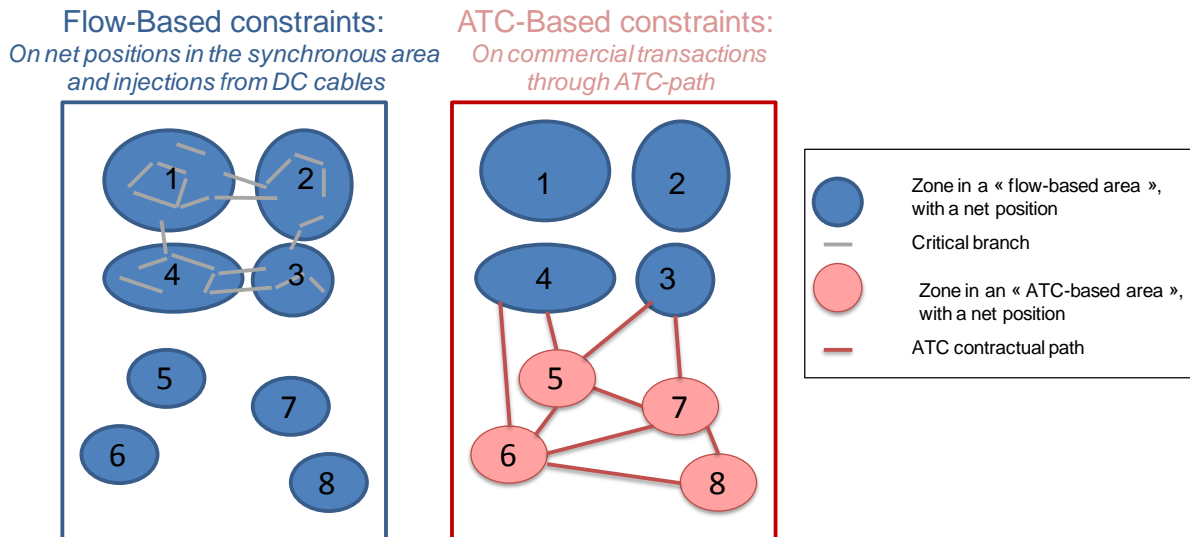 Flow-Based constraints:
On net positions in the synchronous area
and injections from DC cables
1
2
4
3
5
7
6
8
ATC-Based constraints:
On commercial transactions
through ATC-path
1
2
4
3
5
7
6
8
Zone in a « flow-based area »,
with a net position
Critical branch
Zone in an « ATC-based area »,
with a net position
ATC contractual path